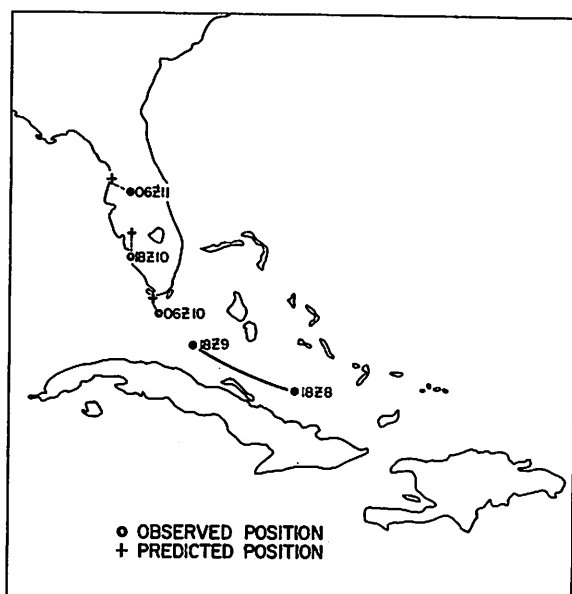 06Z11
18Z10
06Z10
18Z9
18Z8
OBSERVED POSITION
+ PREDICTED POSITION